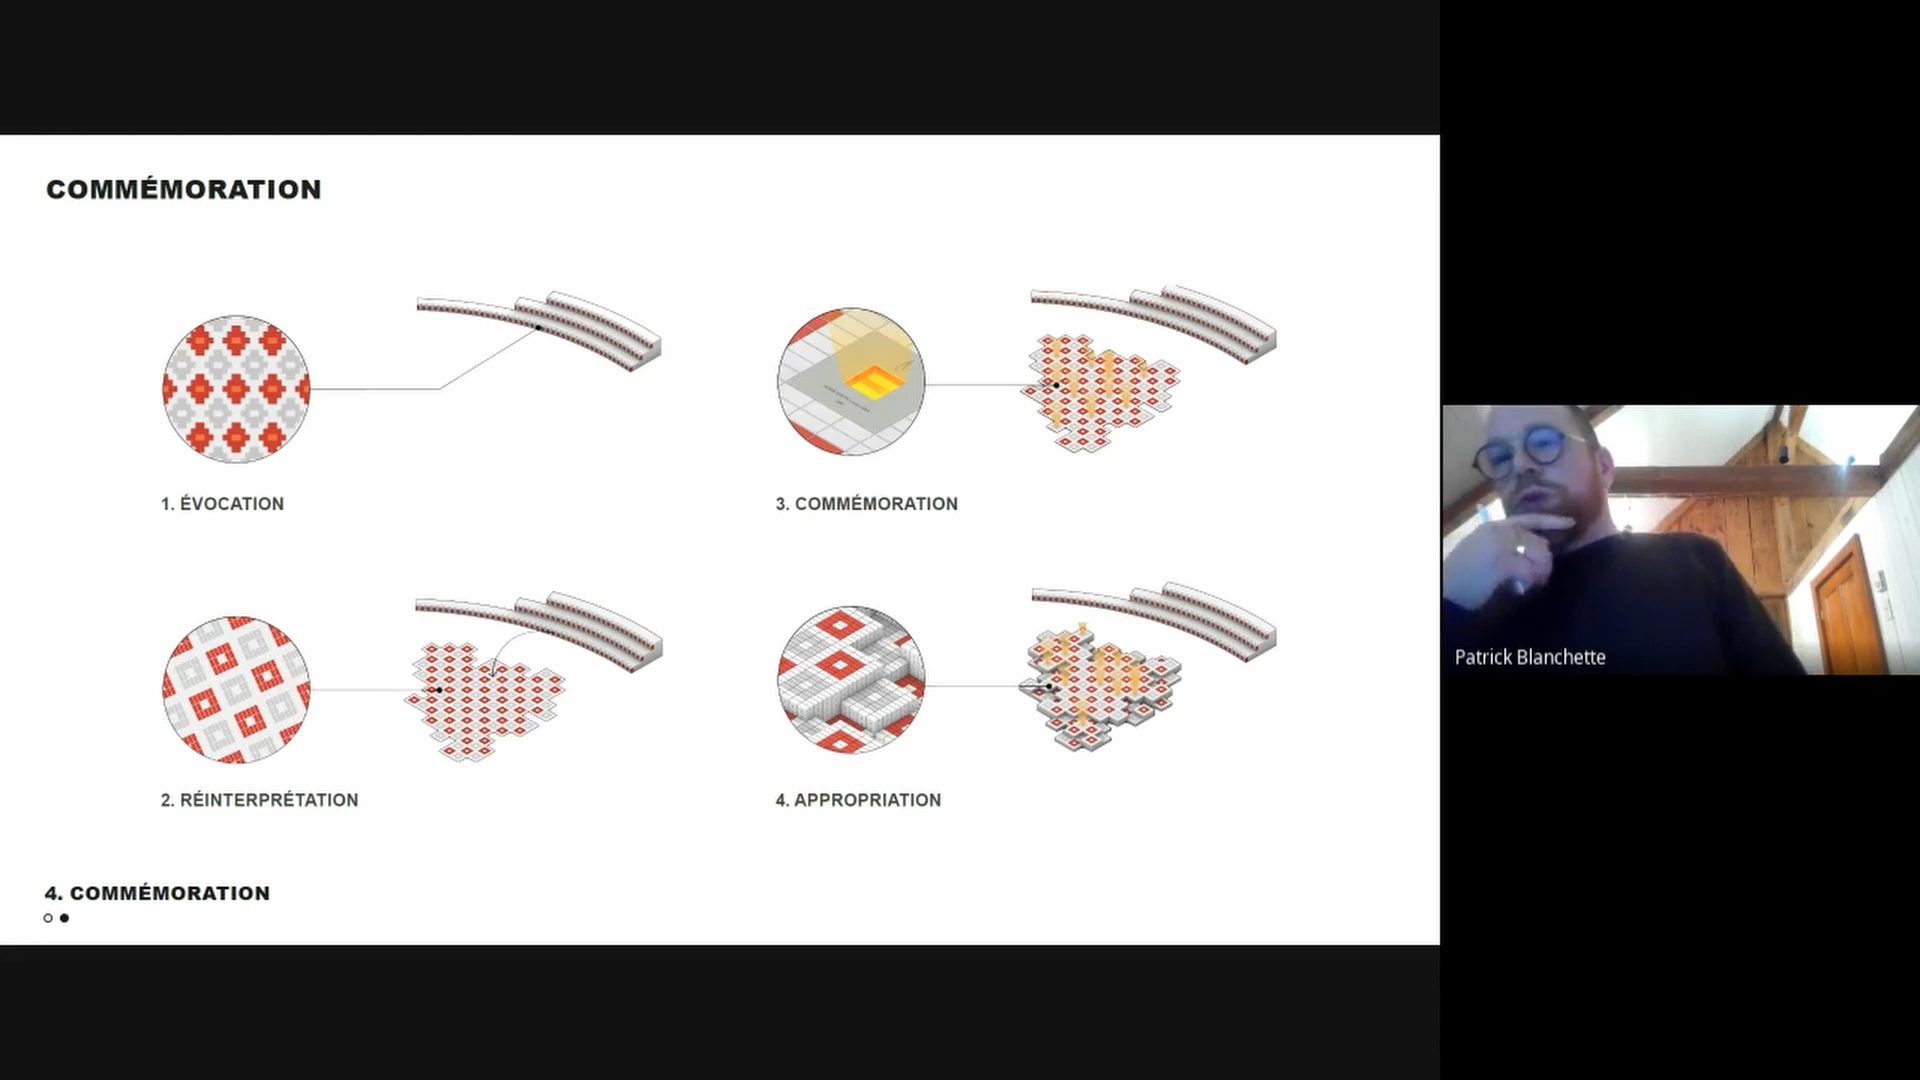 COMMÉMORATION
1. ÉVOCATION
3. COMMÉMORATION
2. RÉINTERPRÉTATION
4. APPROPRIATION
4. COMMÉMORATION
Patrick Blanchette